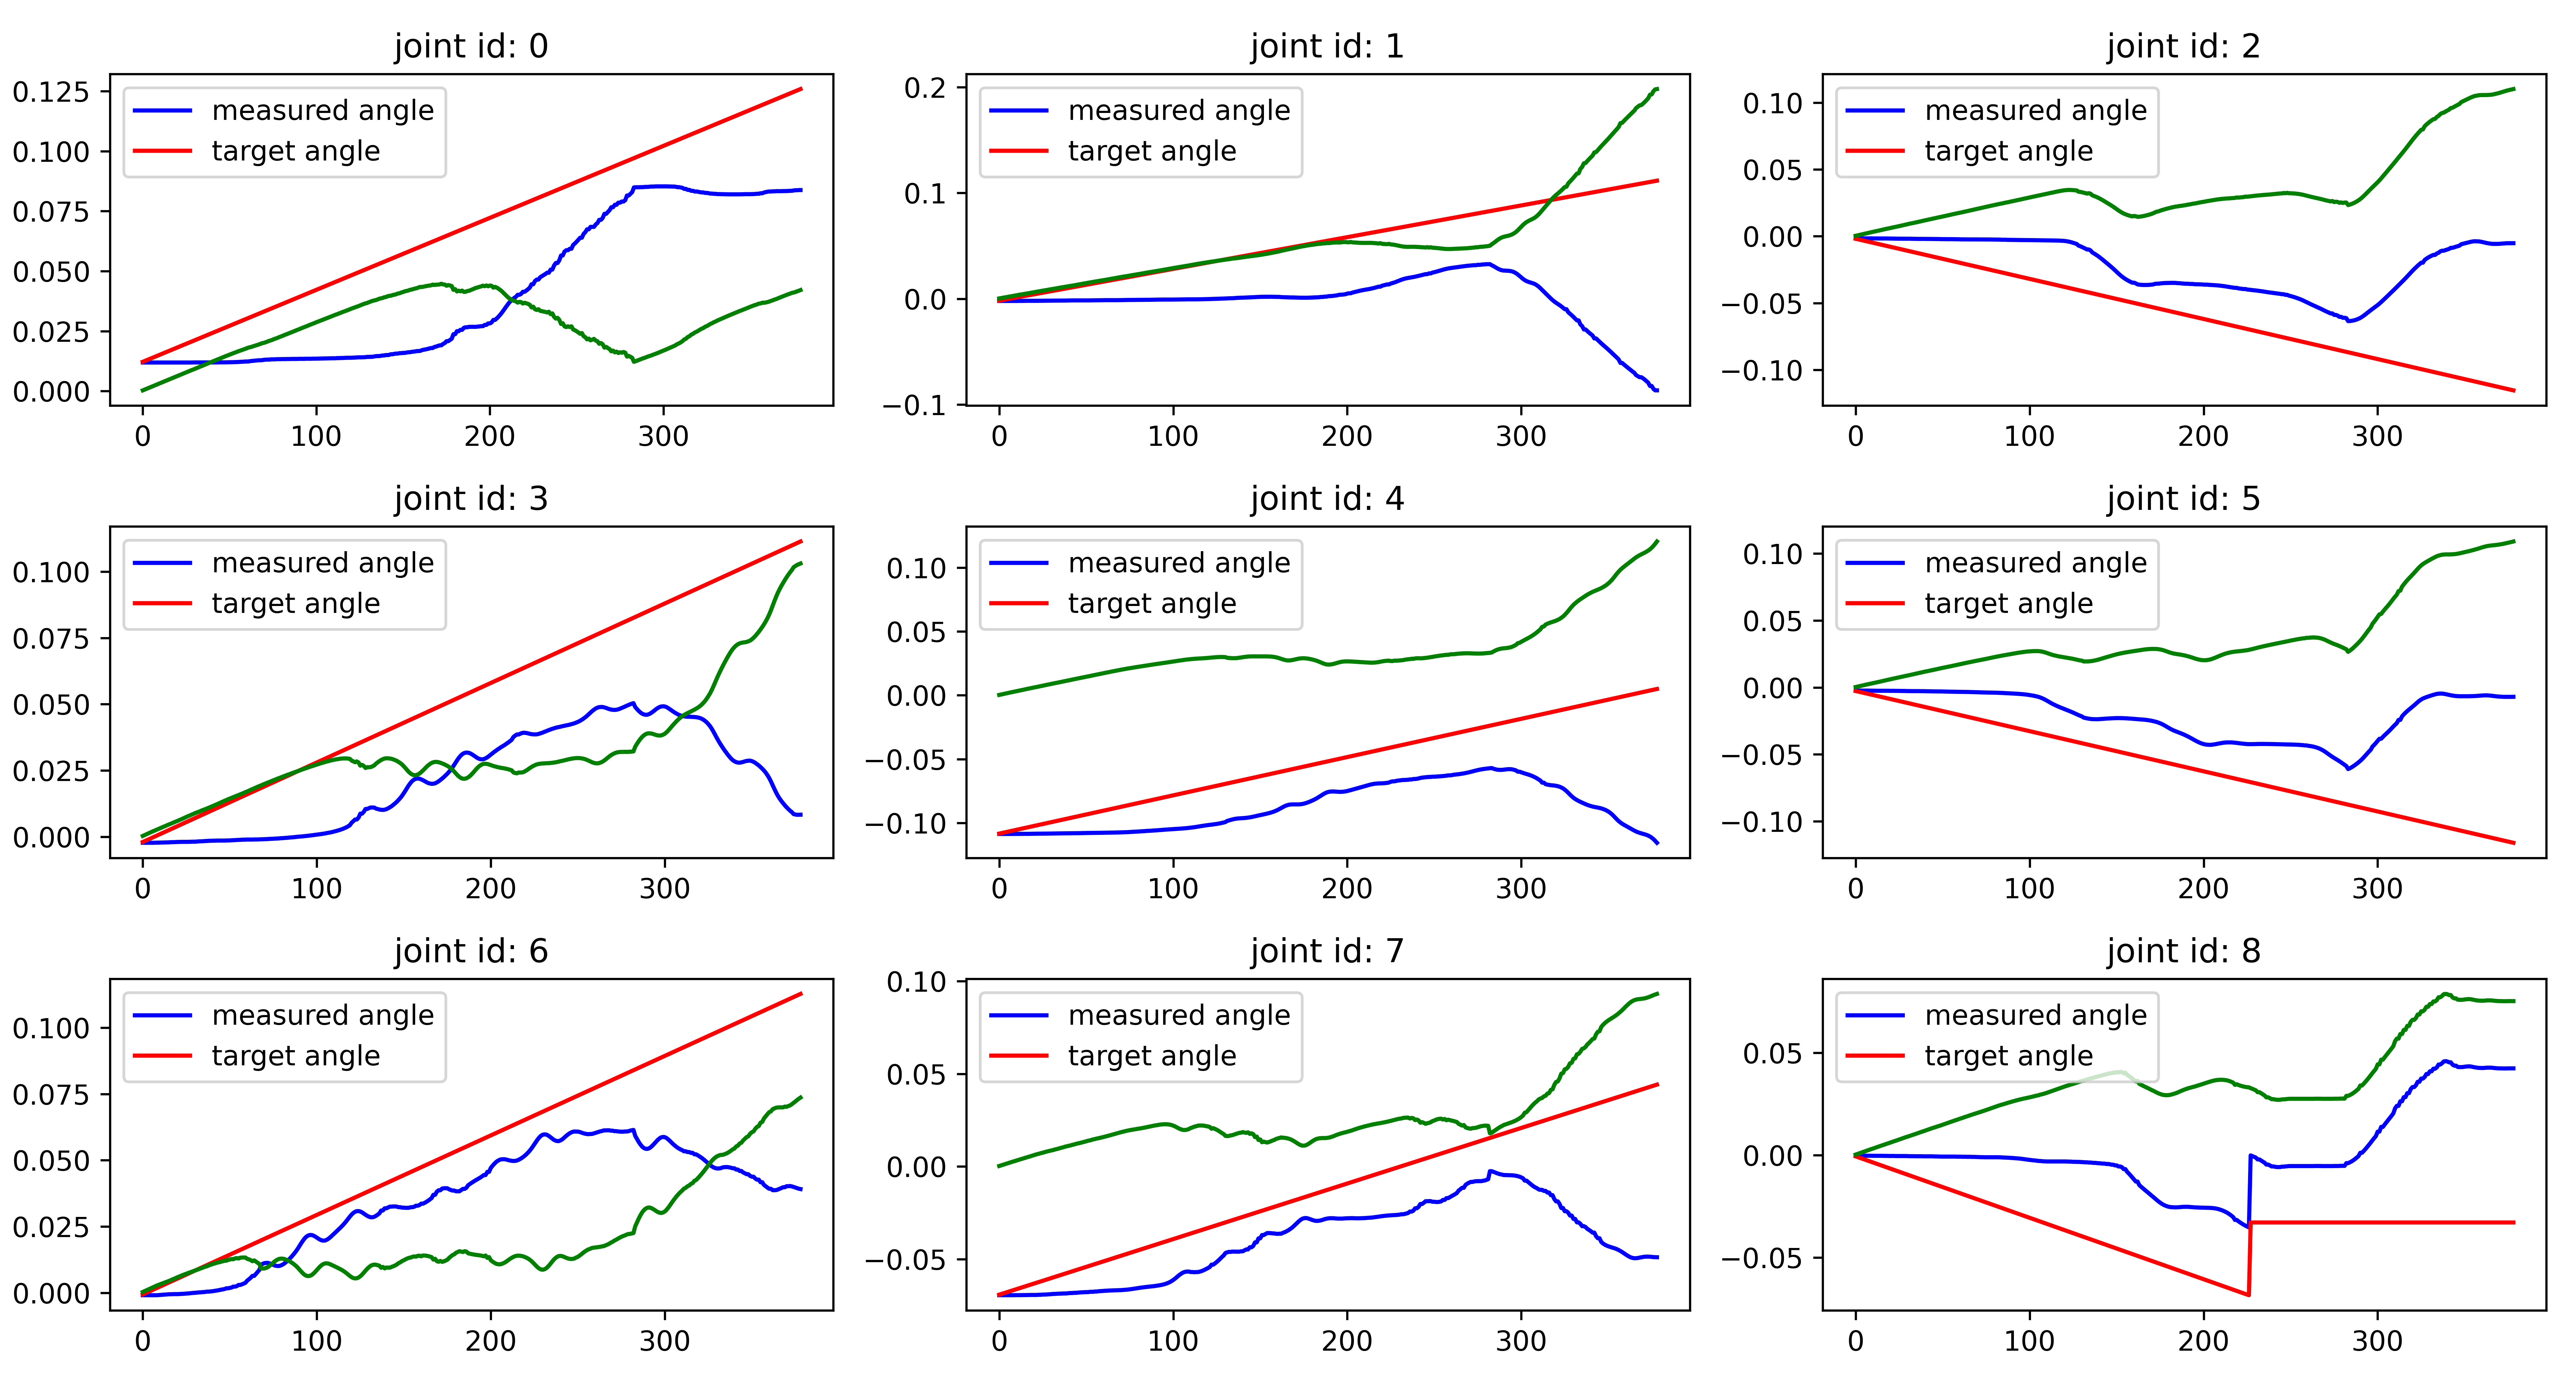 joint id: 0
measured angle
target angle
0.125
0.100
0.075
0.050
0.025
0.000
0 100 200 300
joint id: 1
measured angle
target angle
0.2
0.1
0.0
−0.1
0 100 200 300
joint id: 2
measured angle
target angle
0.10
0.05
0.00
−0.05
−0.10
0 100 200 300
joint id: 3
measured angle
target angle
0.100
0.075
0.050
0.025
0.000
0 100 200 300
joint id: 4
measured angle
target angle
0.10
0.05
0.00
−0.05
−0.10
0 100 200 300
joint id: 5
measured angle
target angle
0.10
0.05
0.00
−0.05
−0.10
0 100 200 300
joint id: 6
measured angle
target angle
0.100
0.075
0.050
0.025
0.000
0 100 200 300
joint id: 7
measured angle
target angle
0.10
0.05
0.00
−0.05
0 100 200 300
joint id: 8
measured angle
target angle
0.05
0.00
−0.05
0 100 200 300